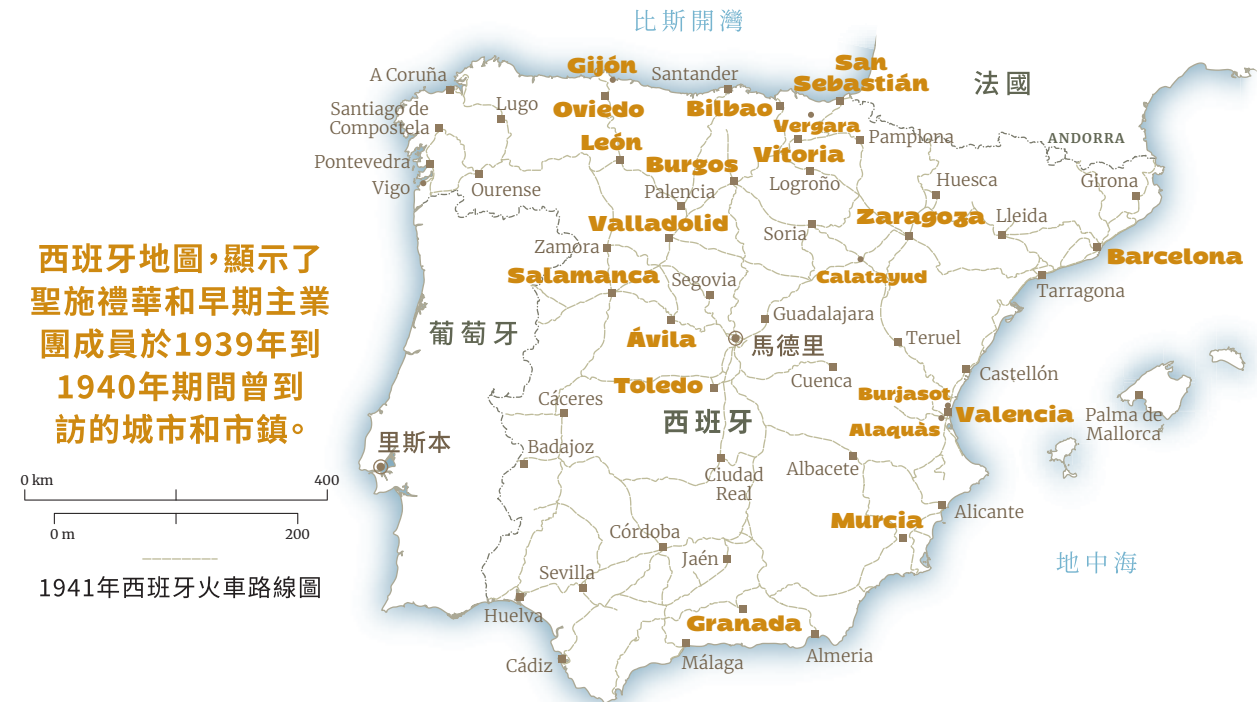 比斯開灣
Gijón
Santander
San
Sebastián
法國
A Coruña
Santiago de
Compostela
Lugo
Oviedo
Bilbao
Vergara
Pamplona
ANDORRA
León
Burgos
Vitoria
Pontevedra
Vigo
Ourense
Palencia
Logroño
Huesca
Girona
Valladolid
Zaragoza
Lleida
Zamora
Soria
Barcelona
Salamanca
Segovia
Calatayud
Tarragona
西班牙地圖，顯示了
聖施禮華和早期主業
團成員於1939年到
1940年期間曾到
訪的城市和市鎮。
葡萄牙
Guadalajara
Ávila
馬德里
Teruel
Toledo
Cuenca
Castellón
Cáceres
Burjasot
西班牙
Valencia
Palma de
Mallorca
Alaquàs
里斯本
Badajoz
Ciudad
Real
Albacete
0 km
400
0 m
200
1941年西班牙火車路線圖
Murcia
Alicante
Córdoba
Jaén
地中海
Sevilla
Huelva
Granada
Cádiz
Málaga
Almeria